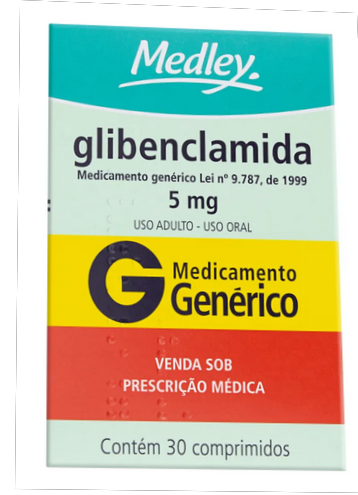 Medley.
glibenclamida
Medicamento genérico Lei nº 9.787, de 1999
5 mg
USO ADULTO - USO ORAL
G Medicamento
Genérico
VENDA SOB
PRESCRIÇÃO MÉDICA
Contém 30 comprimidos